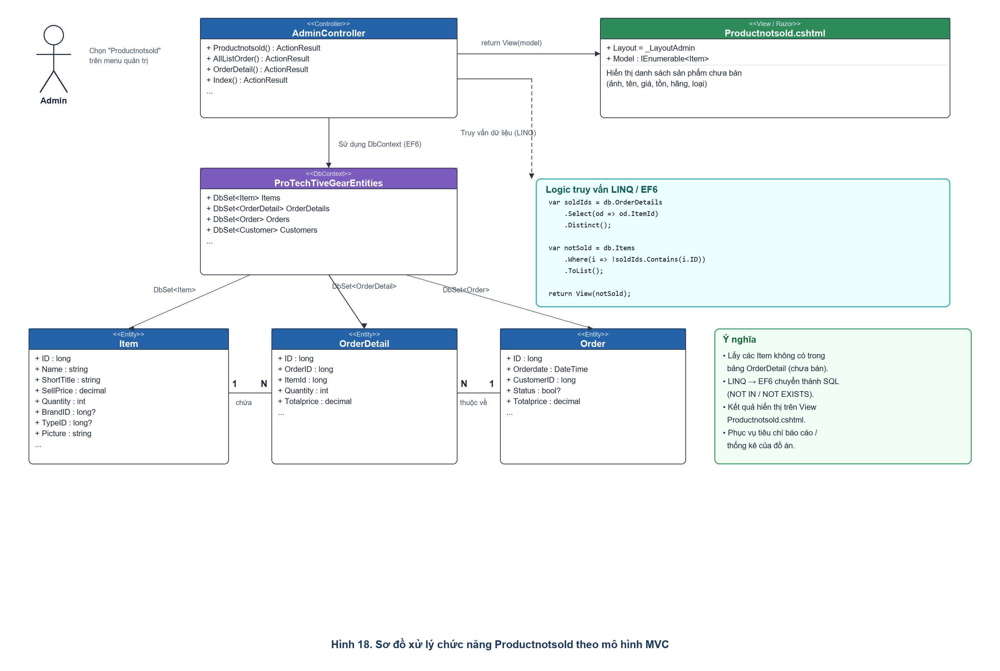 Chọn "Productnotsold"
trên menu quản trị
Admin
<<Controller>>
AdminController
+ Productnotsold() : ActionResult
+ AllListOrder() : ActionResult
+ OrderDetail() : ActionResult
+ Index() : ActionResult
...
return View(model)
<<View / Razor>>
Productnotsold.cshtml
+ Layout = _LayoutAdmin
+ Model : IEnumerable<Item>
Hiển thị danh sách sản phẩm chưa bán
(ảnh, tên, giá, tồn, hãng, loại)
Truy vấn dữ liệu (LINQ)
Sử dụng DbContext (EF6)
<<DbContext>>
ProTechTiveGearEntities
+ DbSet<Item> Items
+ DbSet<OrderDetail> OrderDetails
+ DbSet<Order> Orders
+ DbSet<Customer> Customers
...
Logic truy vấn LINQ / EF6
var soldIds = db.OrderDetails
    .Select(od => od.ItemId)
    .Distinct();
var notSold = db.Items
    .Where(i => !soldIds.Contains(i.ID))
    .ToList();
return View(notSold);
DbSet<Item>
DbSet<OrderDetail>
DbSet<Order>
<<Entity>>
Item
+ ID : long
+ Name : string
+ ShortTitle : string
+ SellPrice : decimal
+ Quantity : int
+ BrandID : long?
+ TypeID : long?
+ Picture : string
...
1 N
chứa
<<Entity>>
OrderDetail
+ ID : long
+ OrderID : long
+ ItemId : long
+ Quantity : int
+ Totalprice : decimal
...
N 1
thuộc về
<<Entity>>
Order
+ ID : long
+ Orderdate : DateTime
+ CustomerID : long
+ Status : bool?
+ Totalprice : decimal
...
Ý nghĩa
• Lấy các Item không có trong
bảng OrderDetail (chưa bán).
• LINQ → EF6 chuyển thành SQL
(NOT IN / NOT EXISTS).
• Kết quả hiển thị trên View
Productnotsold.cshtml.
• Phục vụ tiêu chí báo cáo /
thống kê của đồ án.
Hình 18. Sơ đồ xử lý chức năng Productnotsold theo mô hình MVC